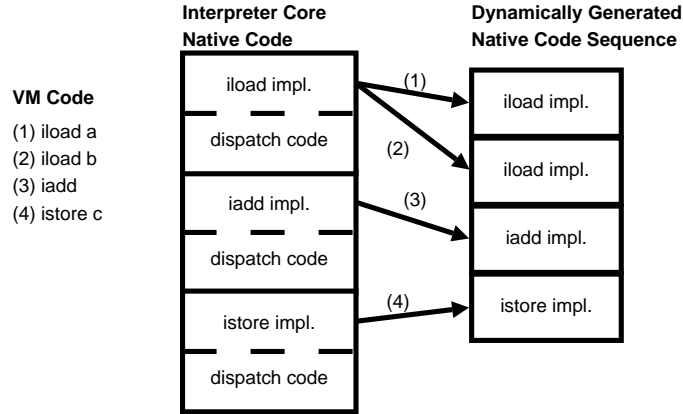 Interpreter Core
Native Code
Dynamically Generated
Native Code Sequence
VM Code
(1) iload a
(2) iload b
(3) iadd
(4) istore c
iload impl.
dispatch code
iadd impl.
dispatch code
istore impl.
dispatch code
(1)
(2)
(3)
(4)
iload impl.
iload impl.
iadd impl.
istore impl.